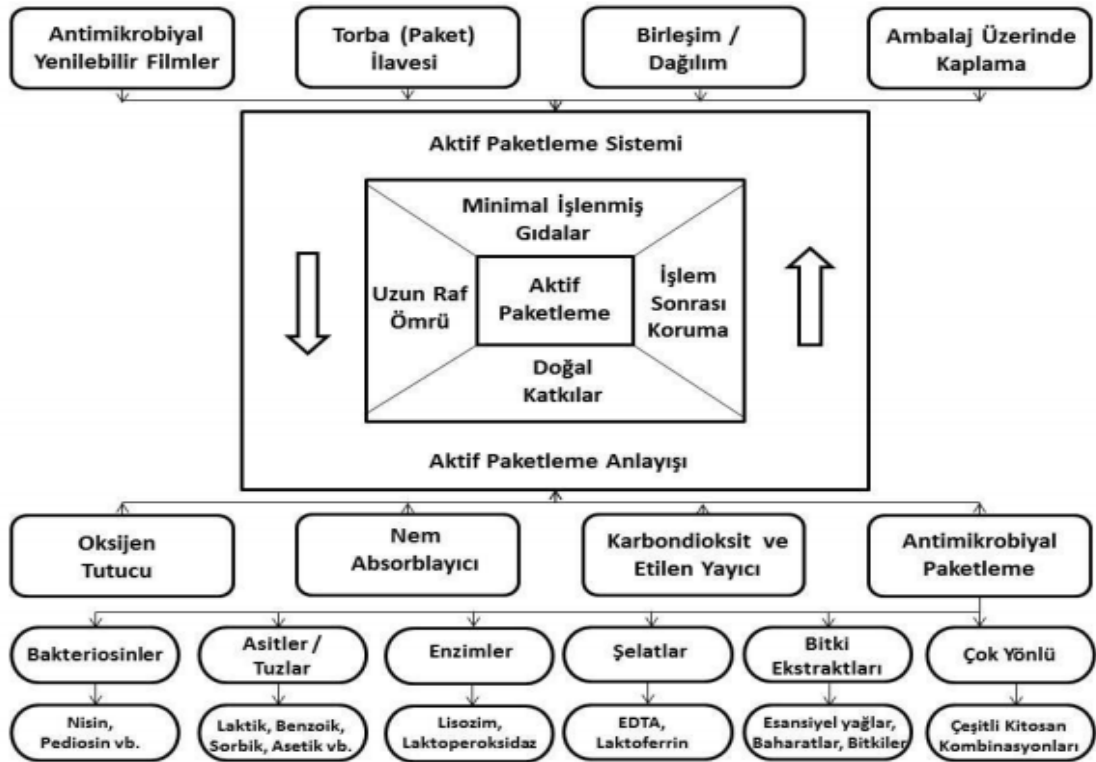 Antimikrobiyal
Yenilebilir Filmler
Torba (Paket)
İlavesi
Birleşim /
Dağılım
Ambalaj Üzerinde
Kaplama
Aktif Paketleme Sistemi
Minimal İşlenmiş
Gıdalar
Uzun Raf
Ömrü
Aktif
Paketleme
İşlem
Sonrası
Koruma
Doğal
Katkılar
Aktif Paketleme Anlayışı
Oksijen
Tutucu
Nem
Absorblayıcı
Karbondioksit ve
Etilen Yayıcı
Antimikrobiyal
Paketleme
Bakteriosinler
Asitler /
Tuzlar
Enzimler
Şelatlar
Bitki
Ekstraktları
Çok Yönlü
Nisin,
Pediosin vb.
Laktik, Benzoik,
Sorbik, Asetik vb.
Lisozim,
Laktoperoksidaz
EDTA,
Laktoferrin
Esansiyel yağlar,
Baharatlar, Bitkiler
Çeşitli Kitosan
Kombinasyonları